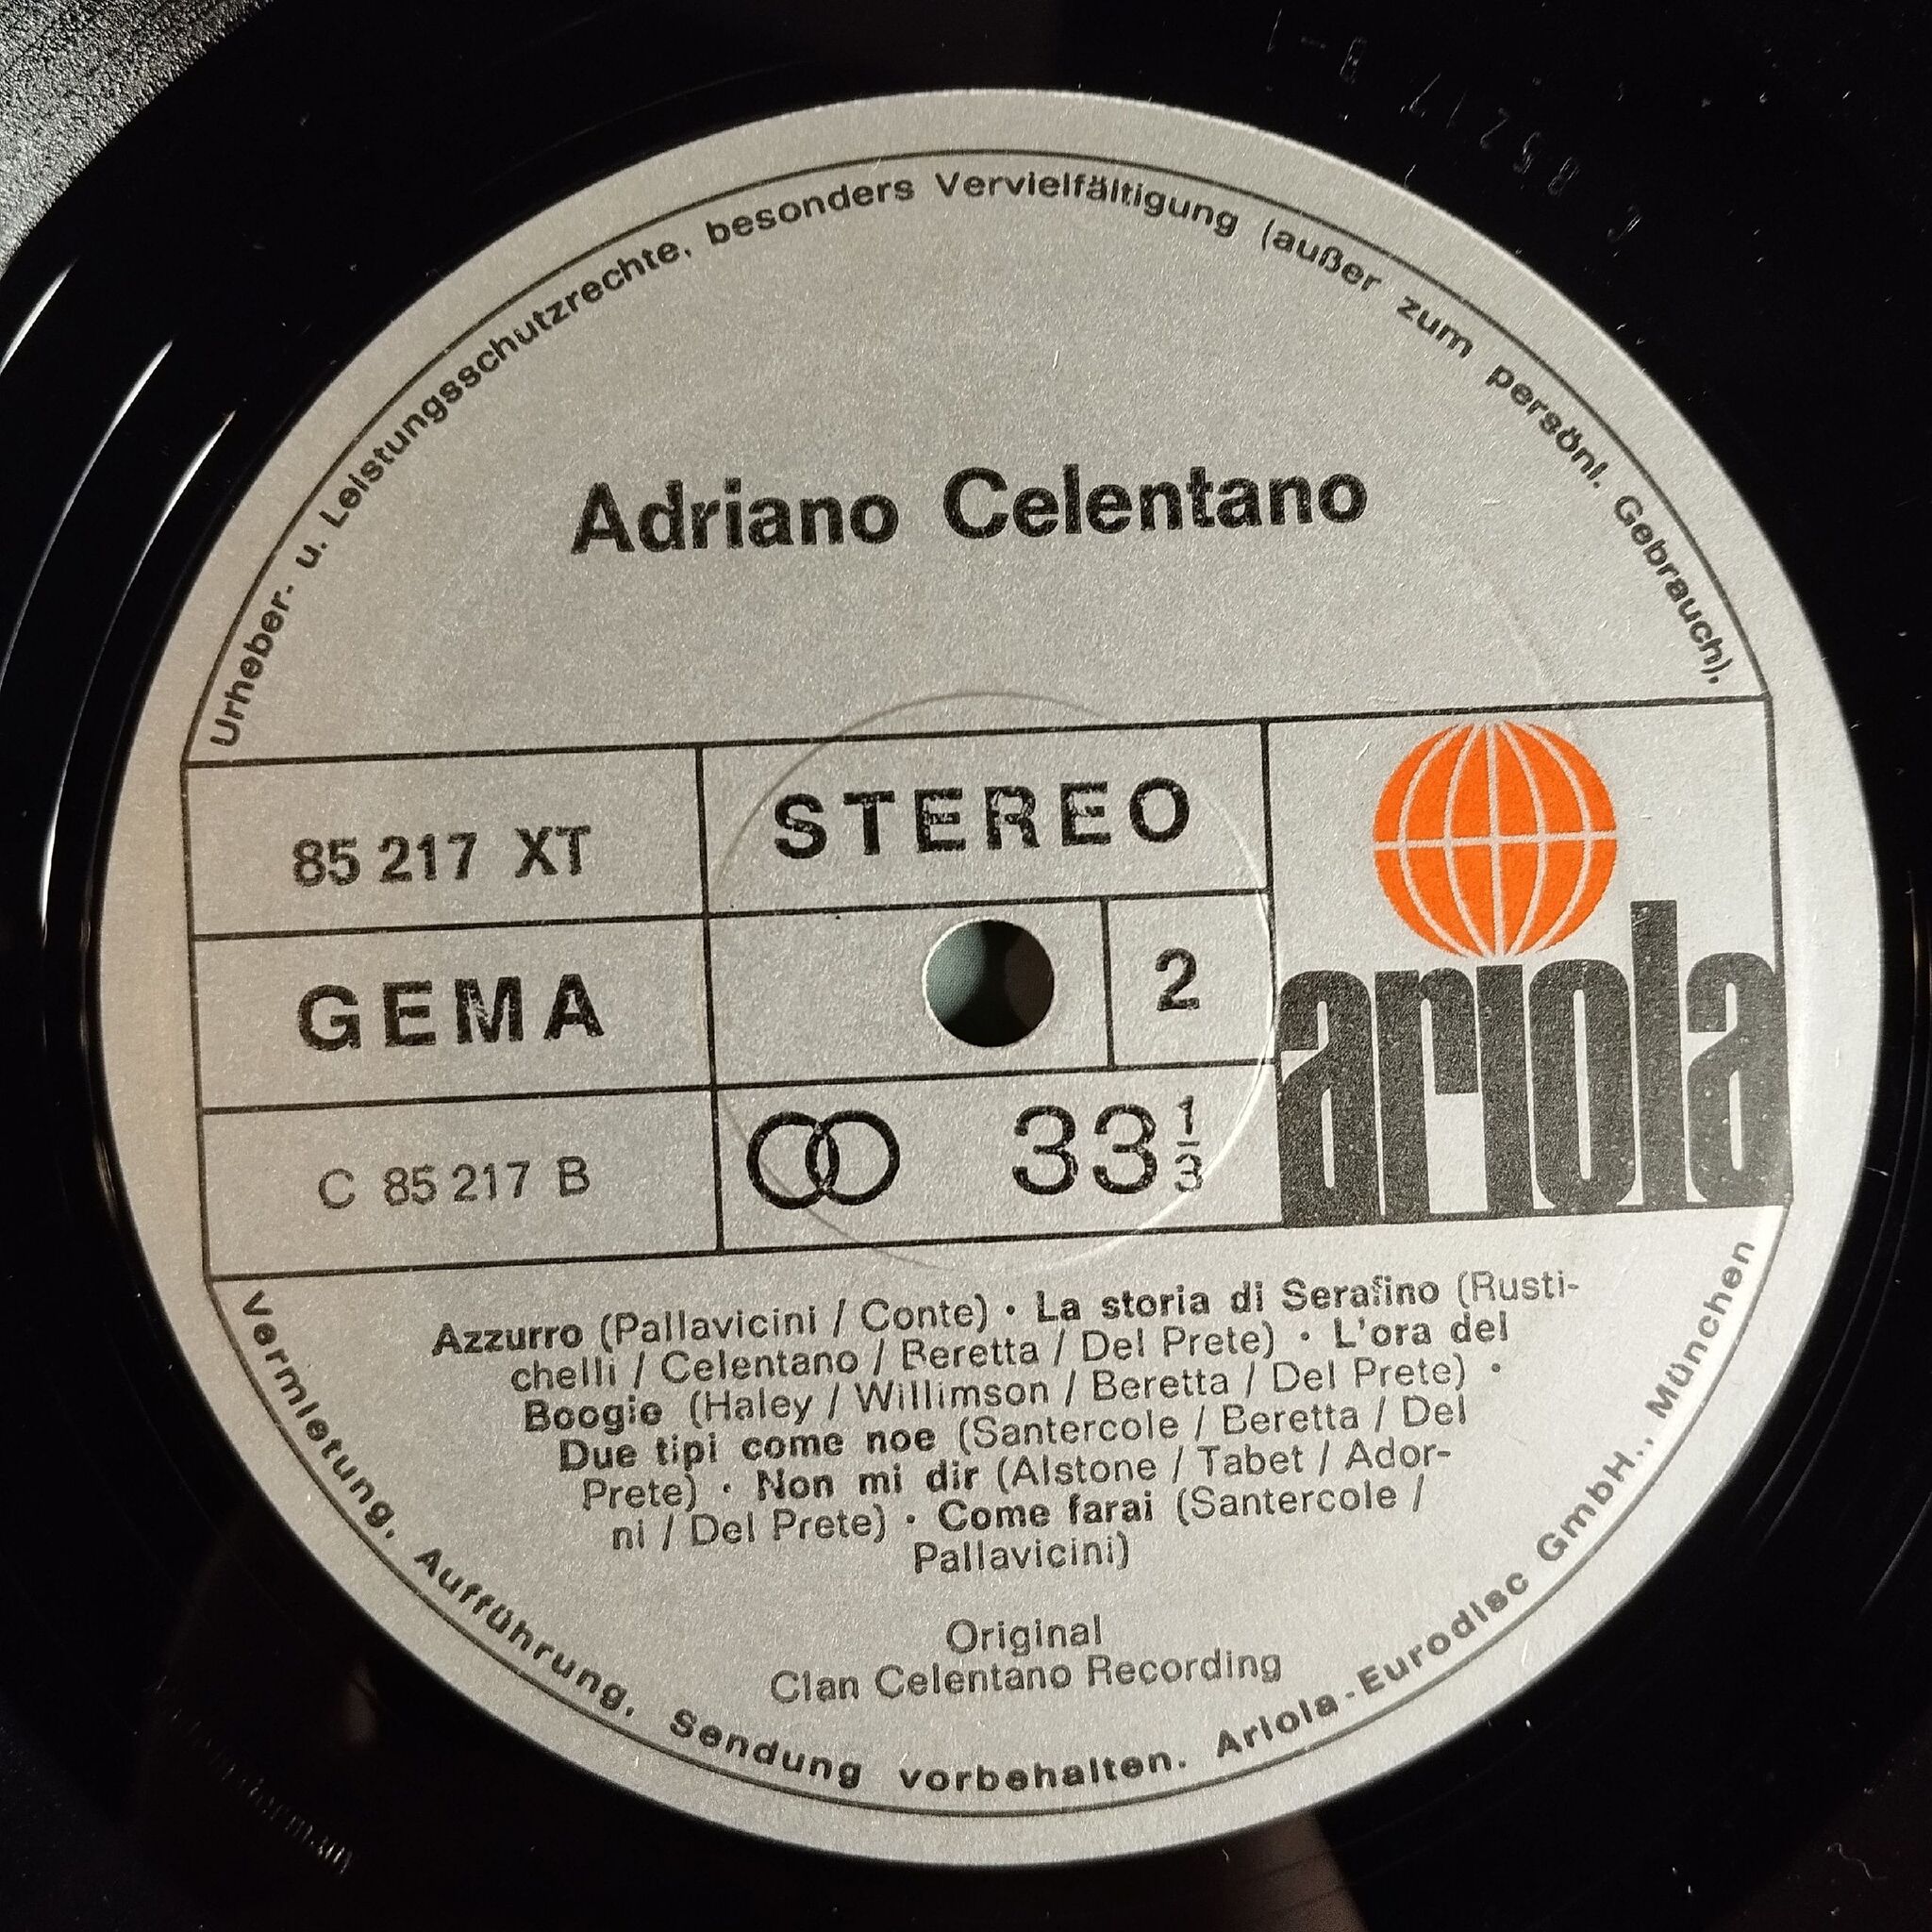 C 85217 B-1
Urheber- u. Leistungsschutzrechte, besonders Vervielfältigung (außer zum persönl. Gebrauch),
Adriano Celentano
85 217 XT
STEREO
GEMA
2
C 85 217 B
33 1/3
ariola
Azzurro (Pallavicini / Conte) • La storia di Serafino (Rusti-
chelli / Celentano / Beretta / Del Prete) • L'ora del
Boogie (Haley / Willimson / Beretta / Del Prete) •
Due tipi come noe (Santercole / Beretta / Del
Prete) • Non mi dir (Alstone / Tabet / Ador-
ni / Del Prete) • Come farai (Santercole /
Pallavicini)
Original
Clan Celentano Recording
Vermietung, Aufführung, Sendung vorbehalten. Ariola-Eurodisc GmbH., München